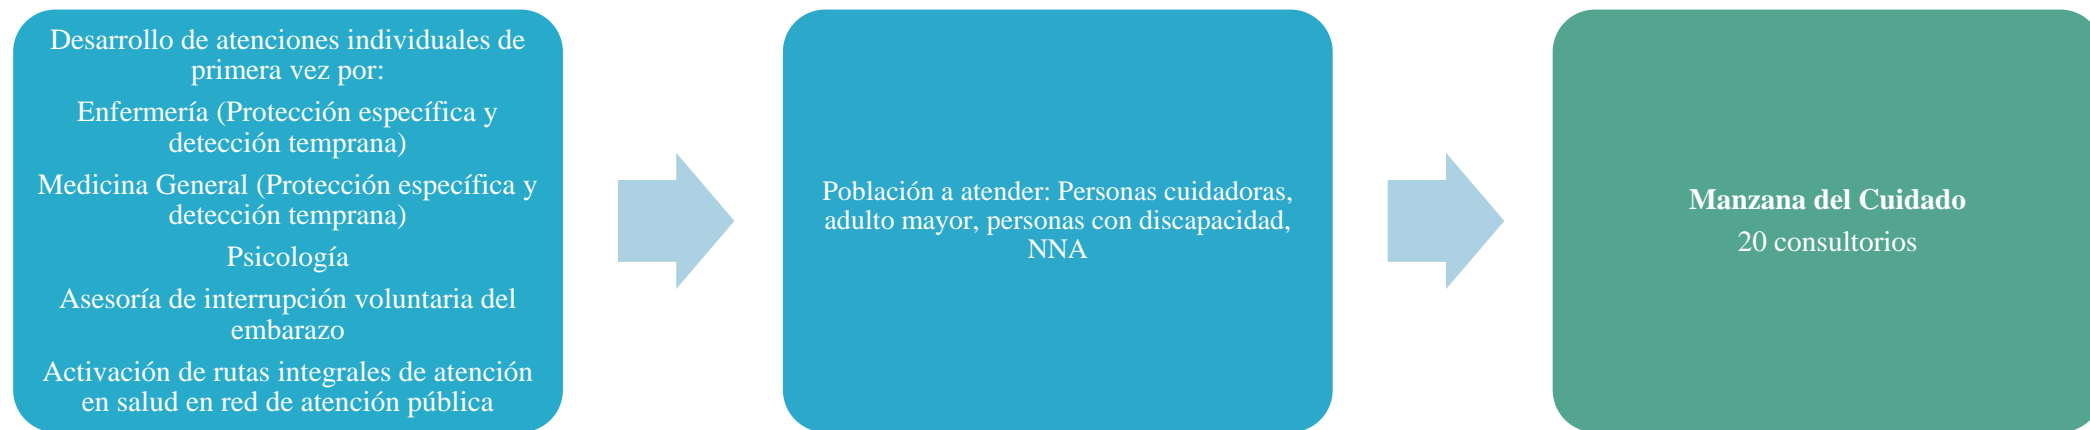 Desarrollo de atenciones individuales de
primera vez por:
Enfermería (Protección específica y
detección temprana)
Medicina General (Protección específica y
detección temprana)
Psicología
Asesoría de interrupción voluntaria del
embarazo
Activación de rutas integrales de atención
en salud en red de atención pública
Población a atender: Personas cuidadoras,
adulto mayor, personas con discapacidad,
NNA
Manzana del Cuidado
20 consultorios